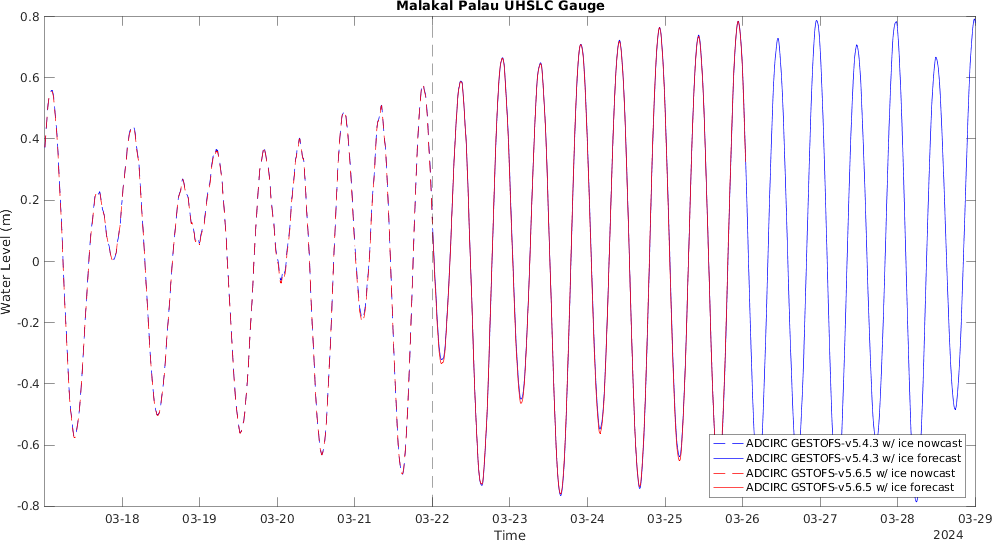 Malakal Palau UHSLC Gauge
0.8
0.6
0.4
0.2
0
-0.2
-0.4
-0.6
-0.8
Water Level (m)
ADCIRC GESTOFS-v5.4.3 w/ ice nowcast
ADCIRC GESTOFS-v5.4.3 w/ ice forecast
ADCIRC GSTOFS-v5.6.5 w/ ice nowcast
ADCIRC GSTOFS-v5.6.5 w/ ice forecast
03-18 03-19 03-20 03-21 03-22 03-23 03-24 03-25 03-26 03-27 03-28 03-29
Time
2024